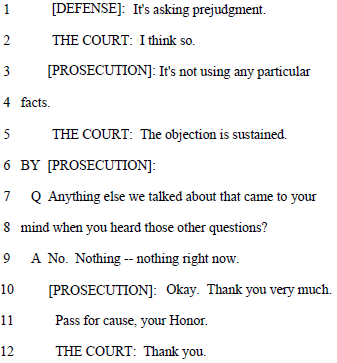 1 [DEFENSE]: It's asking prejudgment.
2 THE COURT: I think so.
3 [PROSECUTION]: It's not using any particular
4 facts.
5 THE COURT: The objection is sustained.
6 BY [PROSECUTION]:
7 Q Anything else we talked about that came to your
8 mind when you heard those other questions?
9 A No. Nothing -- nothing right now.
10 [PROSECUTION]: Okay. Thank you very much.
11 Pass for cause, your Honor.
12 THE COURT: Thank you.